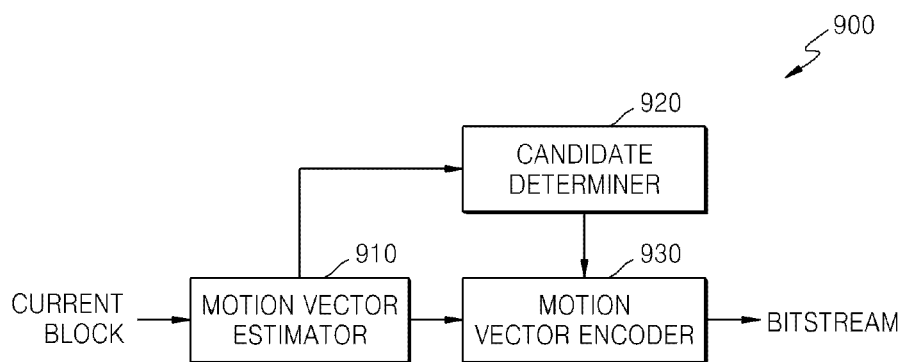 900
920
CANDIDATE
DETERMINER
910
930
CURRENT
BLOCK
MOTION VECTOR
ESTIMATOR
MOTION
VECTOR ENCODER
BITSTREAM